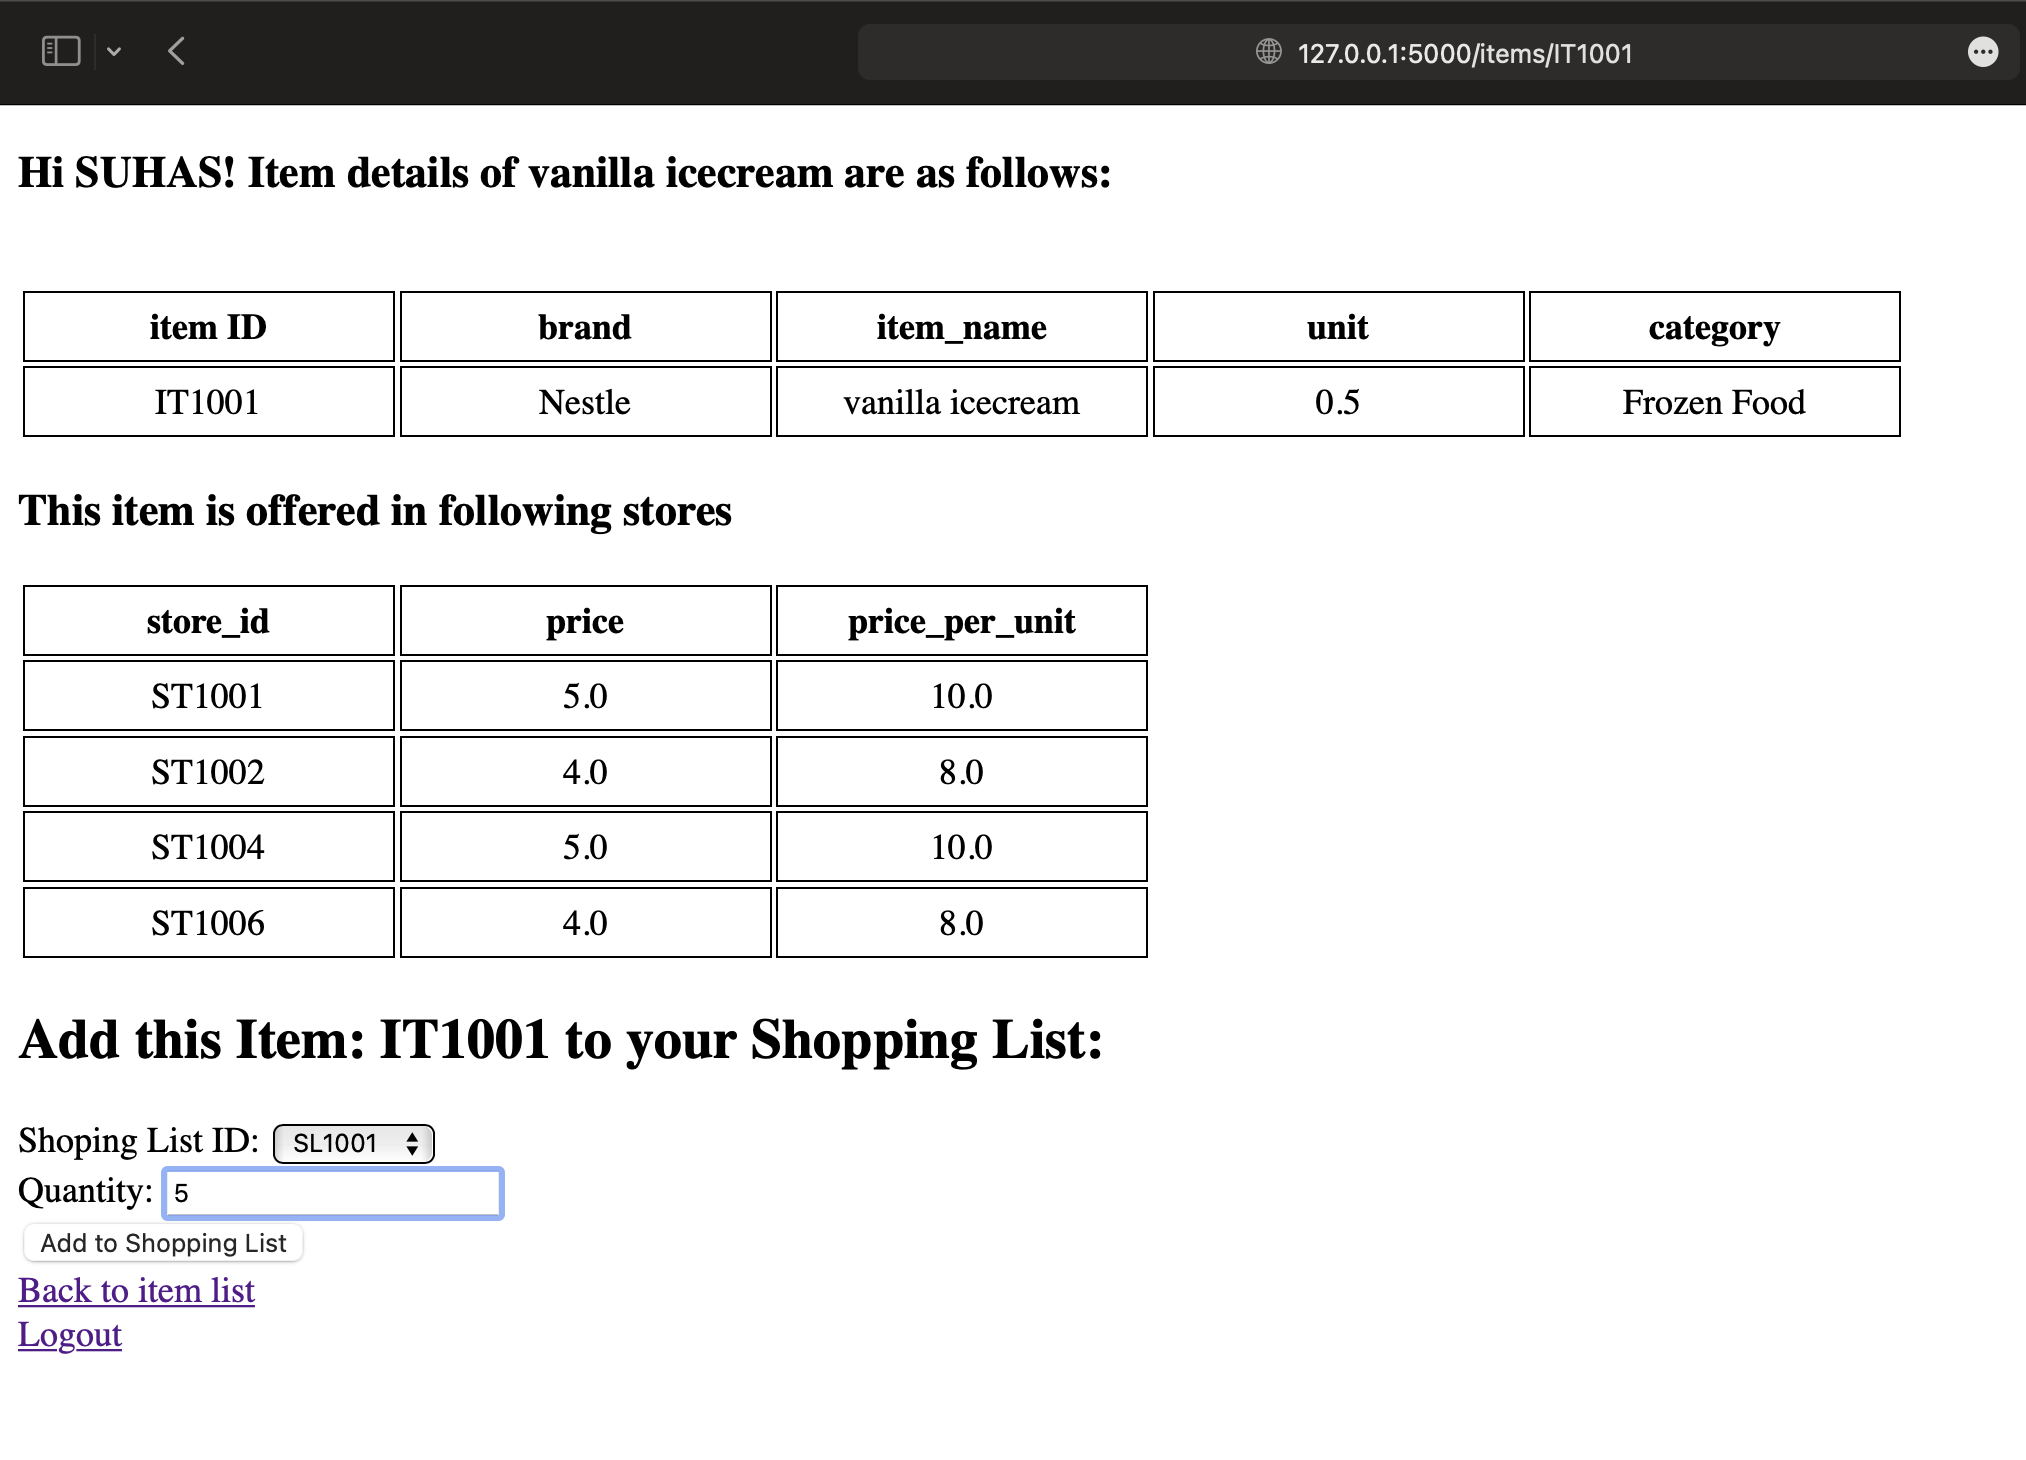 127.0.0.1:5000/items/IT1001
Hi SUHAS! Item details of vanilla icecream are as follows:
item ID brand item_name unit category
IT1001 Nestle vanilla icecream 0.5 Frozen Food
This item is offered in following stores
store_id price price_per_unit
ST1001 5.0 10.0
ST1002 4.0 8.0
ST1004 5.0 10.0
ST1006 4.0 8.0
Add this Item: IT1001 to your Shopping List:
Shoping List ID: SL1001
Quantity: 5
Add to Shopping List
Back to item list
Logout